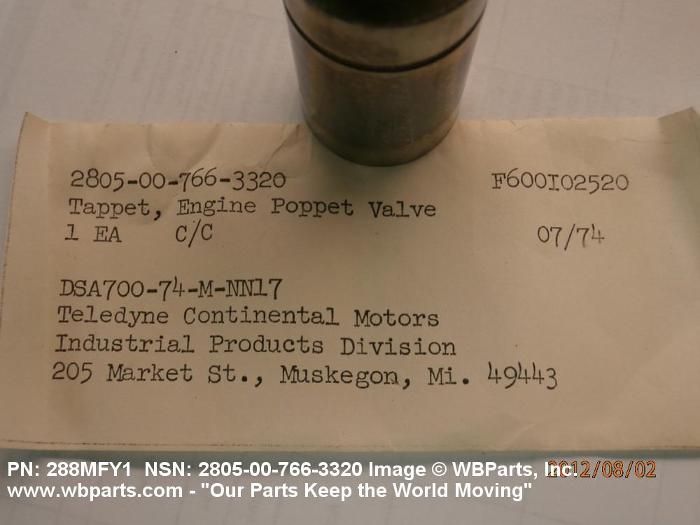 2805-00-766-3320 F600I02520
Tappet, Engine Poppet Valve
1 EA C/C 07/74
DSA700-74-M-NN17
Teledyne Continental Motors
Industrial Products Division
205 Market St., Muskegon, Mi. 49443
PN: 288MFY1 NSN: 2805-00-766-3320 Image © WBParts, Inc. 2012/08/02
www.wbparts.com - "Our Parts Keep the World Moving"